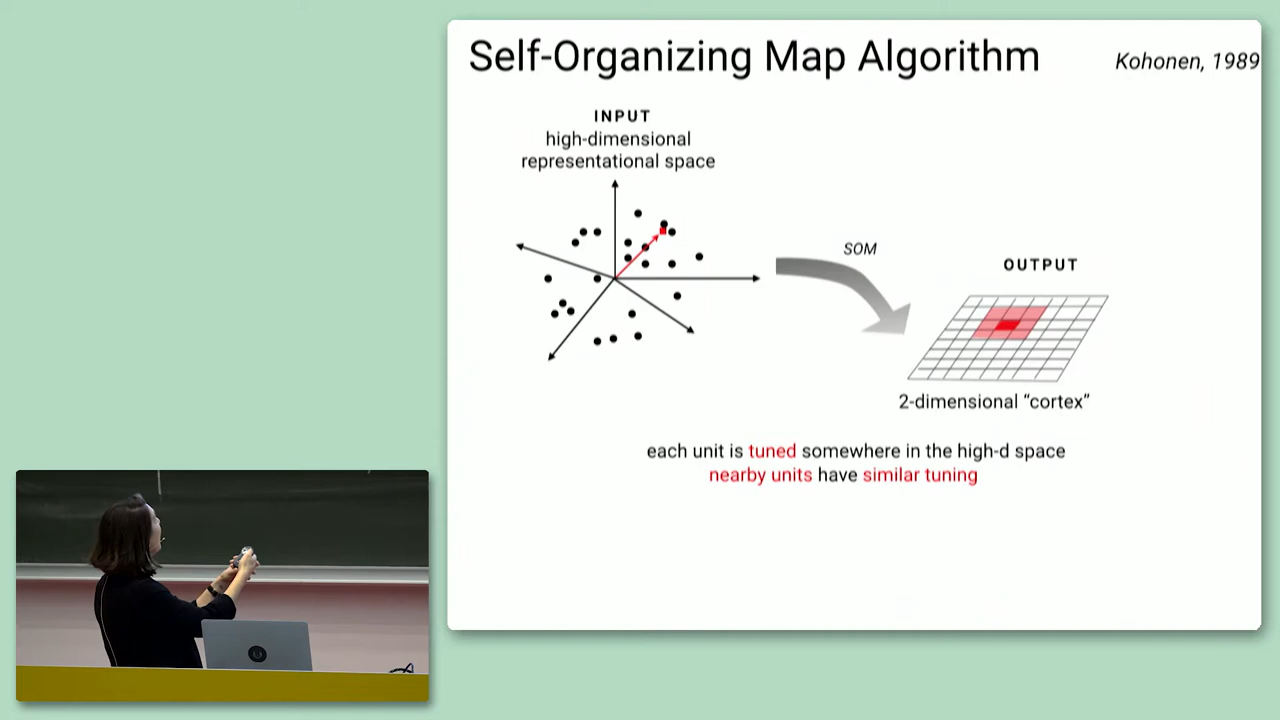 Self-Organizing Map Algorithm
Kohonen, 1989
INPUT
high-dimensional
representational space
SOM
OUTPUT
2-dimensional “cortex”
each unit is tuned somewhere in the high-d space
nearby units have similar tuning